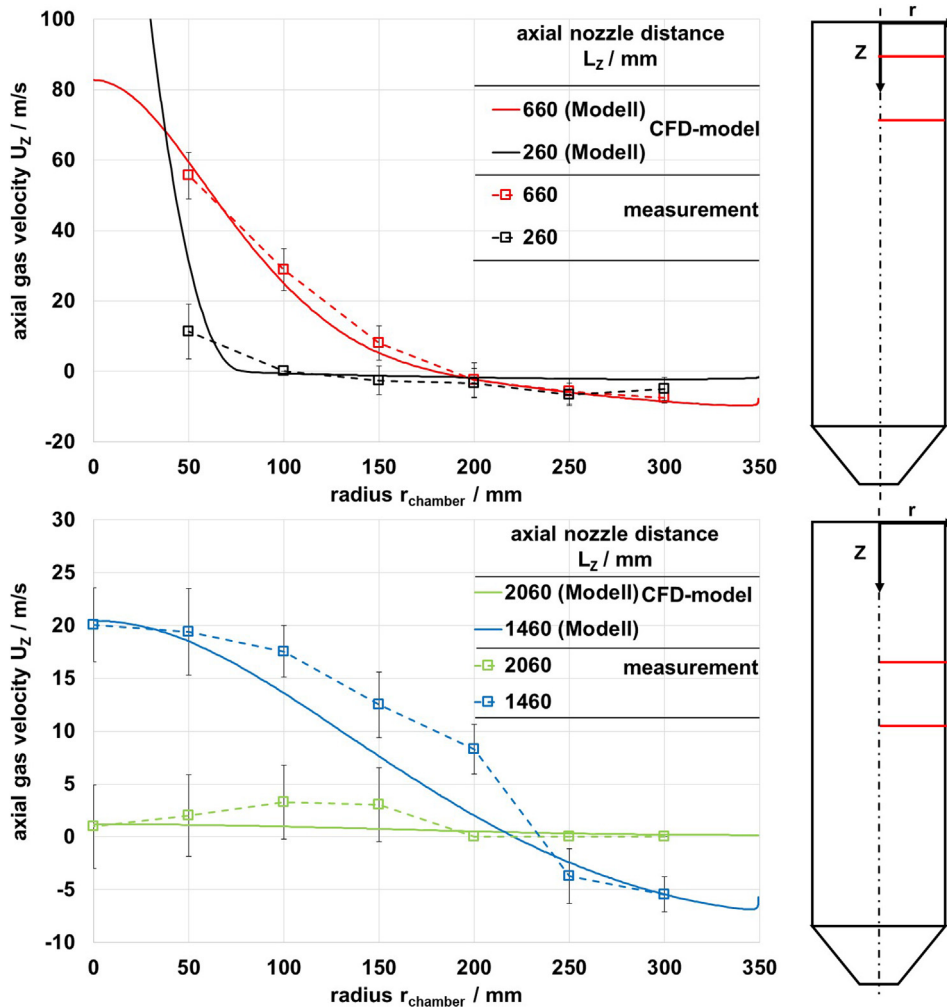 axial nozzle distance
L_Z / mm
660 (Modell)
CFD-model
260 (Modell)
660
measurement
260
100
80
60
40
20
0
-20
axial gas velocity U_Z / m/s
0 50 100 150 200 250 300 350
radius r_chamber / mm
r
Z
axial nozzle distance
L_Z / mm
2060 (Modell) CFD-model
1460 (Modell)
measurement
2060
1460
30
25
20
15
10
5
0
-5
-10
axial gas velocity U_Z / m/s
0 50 100 150 200 250 300 350
radius r_chamber / mm
r
Z